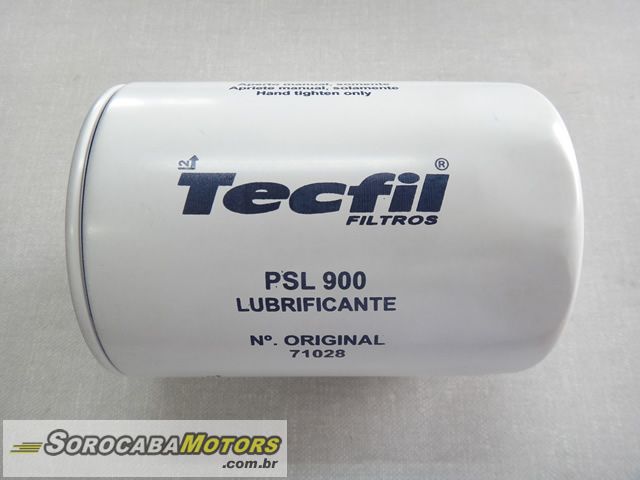 Aperto manual, somente
Apriete manual, solamente
Hand tighten only
12
Tecfil®
FILTROS
PSL 900
LUBRIFICANTE
Nº. ORIGINAL
71028
SOROCABAMOTORS
.com.br